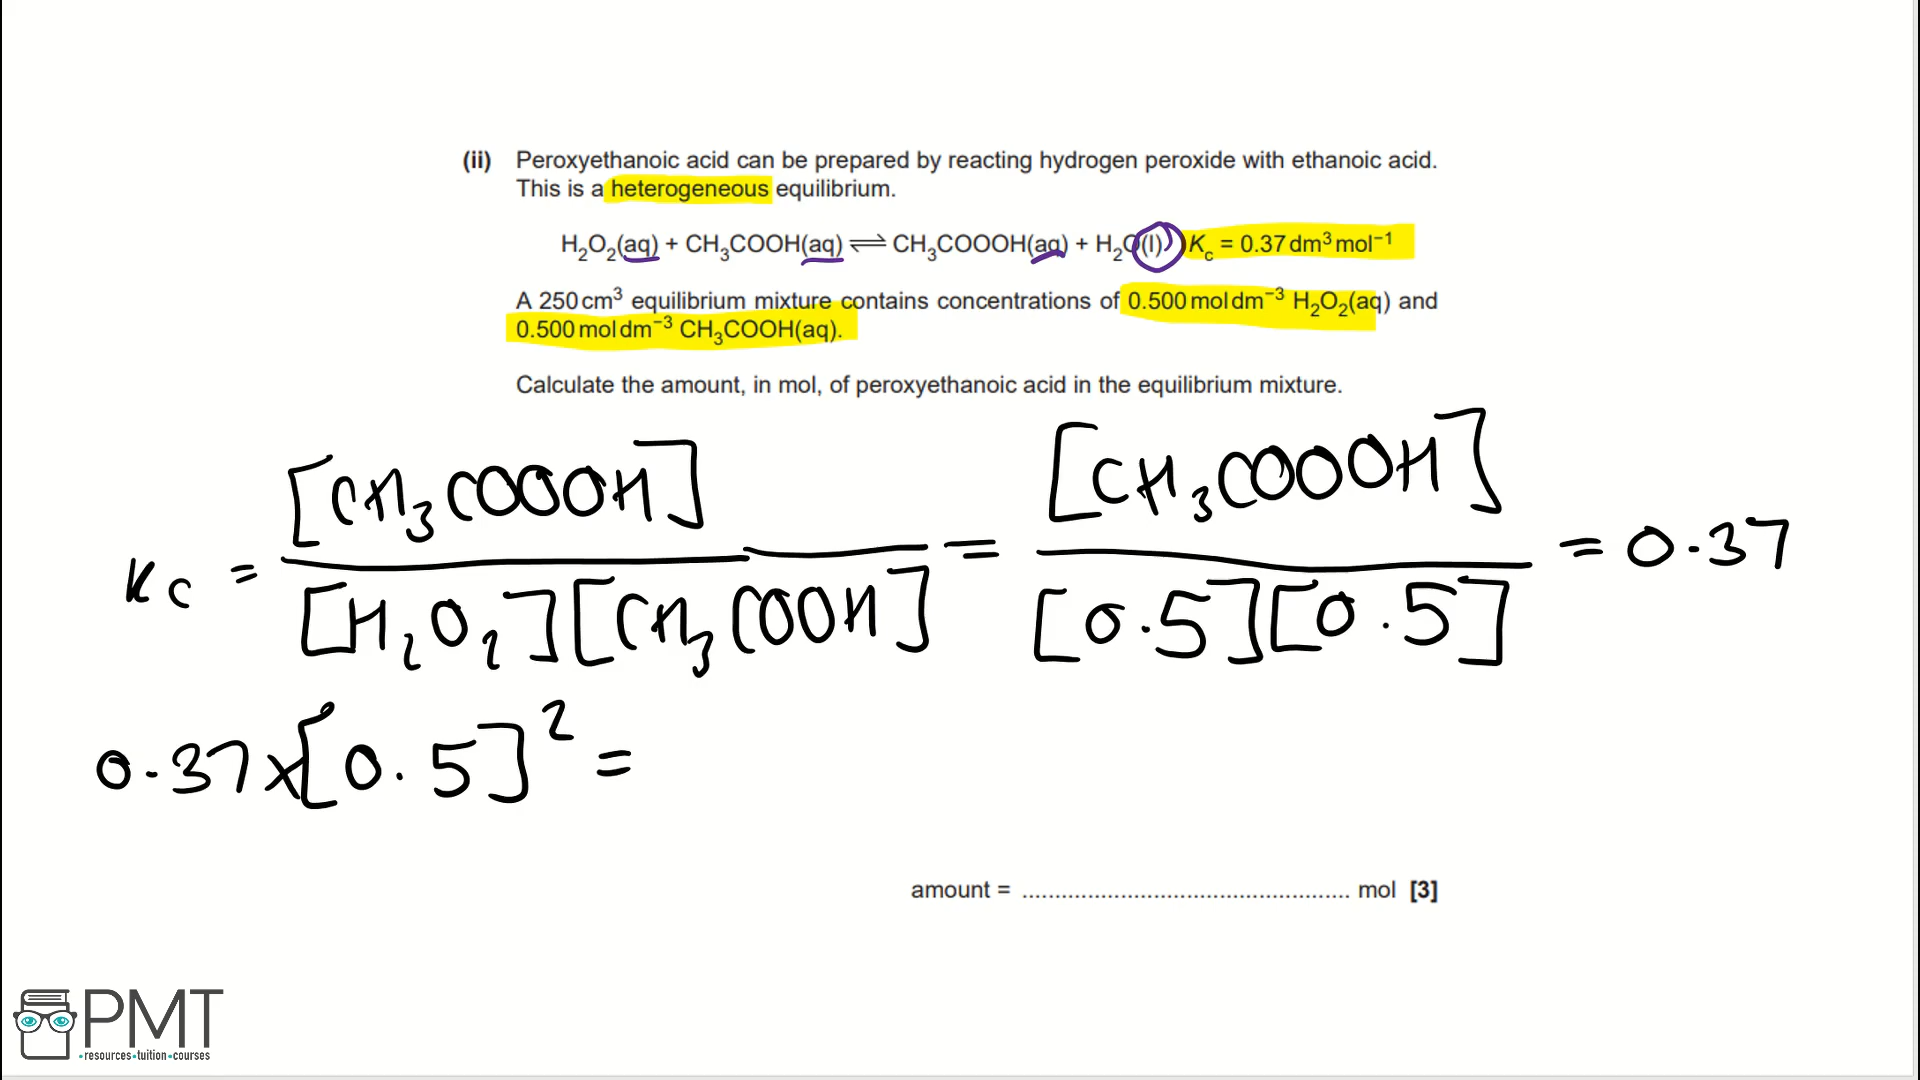 (ii) Peroxyethanoic acid can be prepared by reacting hydrogen peroxide with ethanoic acid.
This is a heterogeneous equilibrium.
H₂O₂(aq) + CH₃COOH(aq) ⇌ CH₃COOOH(aq) + H₂O(l) Kc = 0.37 dm³ mol⁻¹
A 250 cm³ equilibrium mixture contains concentrations of 0.500 mol dm⁻³ H₂O₂(aq) and
0.500 mol dm⁻³ CH₃COOH(aq).
Calculate the amount, in mol, of peroxyethanoic acid in the equilibrium mixture.
[CH₃COOOH] [CH₃COOOH]
Kc = = = 0.37
[H₂O₂][CH₃COOH] [0.5][0.5]
0.37×[0.5]² =
amount = .................................................. mol [3]
PMT
•resources•tuition•courses